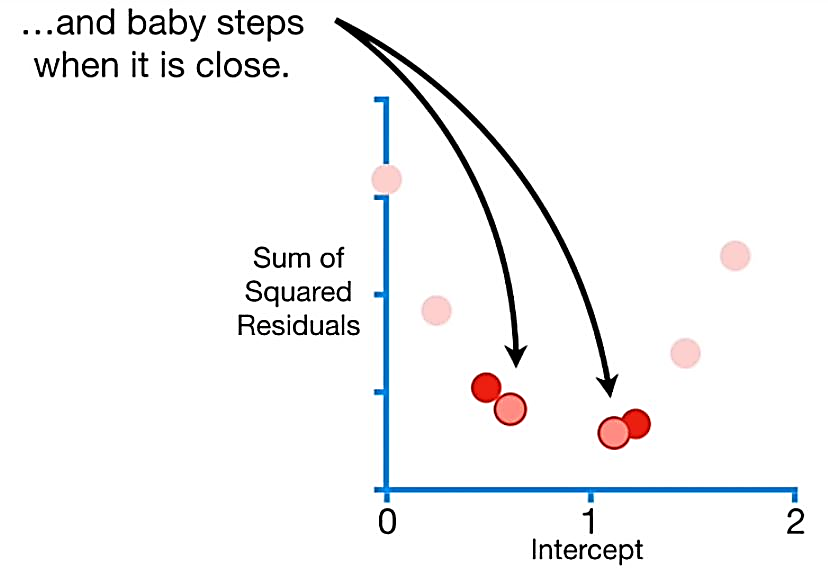 …and baby steps
when it is close.
Sum of
Squared
Residuals
0
1
2
Intercept